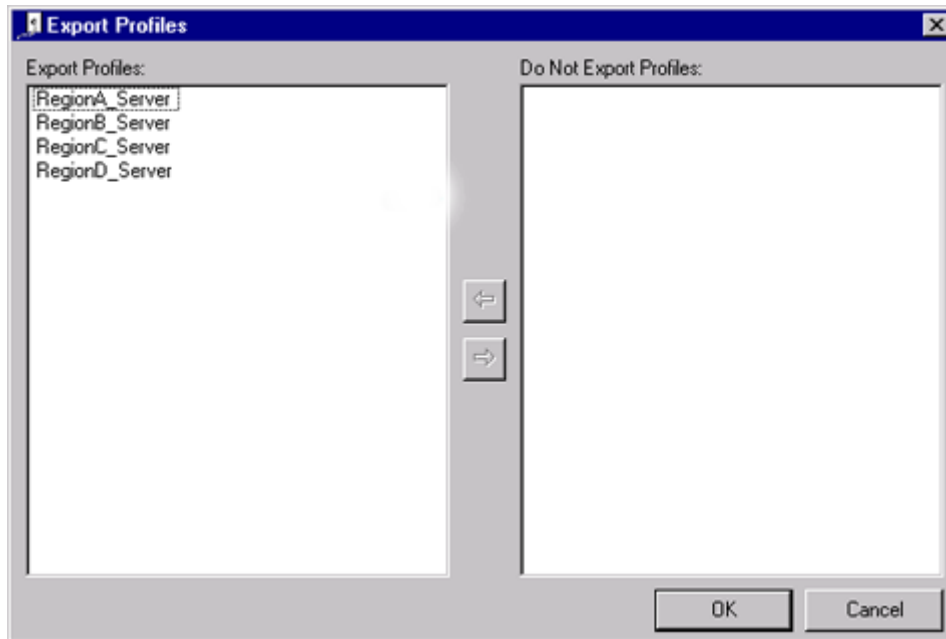 Export Profiles
Export Profiles:
RegionA_Server
RegionB_Server
RegionC_Server
RegionD_Server
Do Not Export Profiles:
OK
Cancel